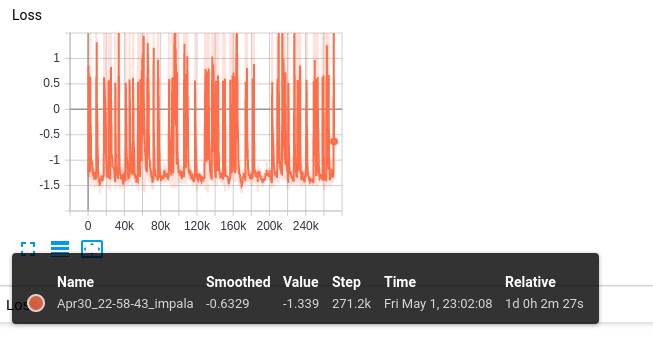 Loss
1
0.5
0
-0.5
-1
-1.5
0 40k 80k 120k 160k 200k 240k
Name Smoothed Value Step Time Relative
Apr30_22-58-43_impala -0.6329 -1.339 271.2k Fri May 1, 23:02:08 1d 0h 2m 27s